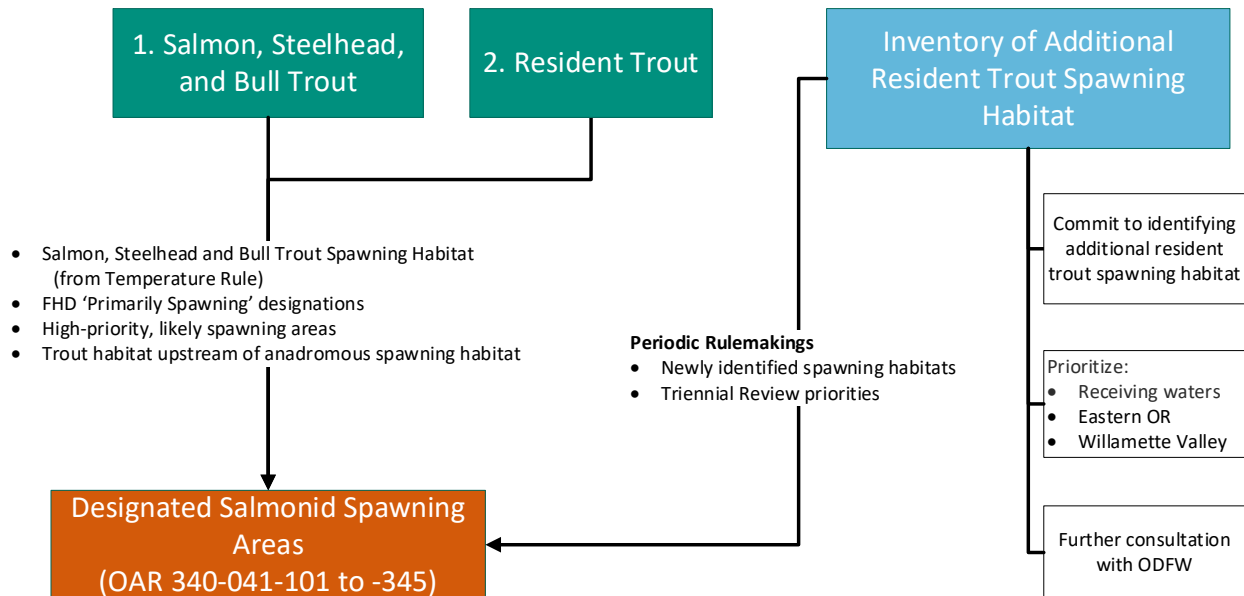 1. Salmon, Steelhead,
and Bull Trout
2. Resident Trout
Inventory of Additional
Resident Trout Spawning
Habitat
• Salmon, Steelhead and Bull Trout Spawning Habitat
(from Temperature Rule)
• FHD ‘Primarily Spawning’ designations
• High-priority, likely spawning areas
• Trout habitat upstream of anadromous spawning habitat
Periodic Rulemakings
• Newly identified spawning habitats
• Triennial Review priorities
Commit to identifying
additional resident
trout spawning habitat
Prioritize:
• Receiving waters
• Eastern OR
• Willamette Valley
Further consultation
with ODFW
Designated Salmonid Spawning
Areas
(OAR 340-041-101 to -345)